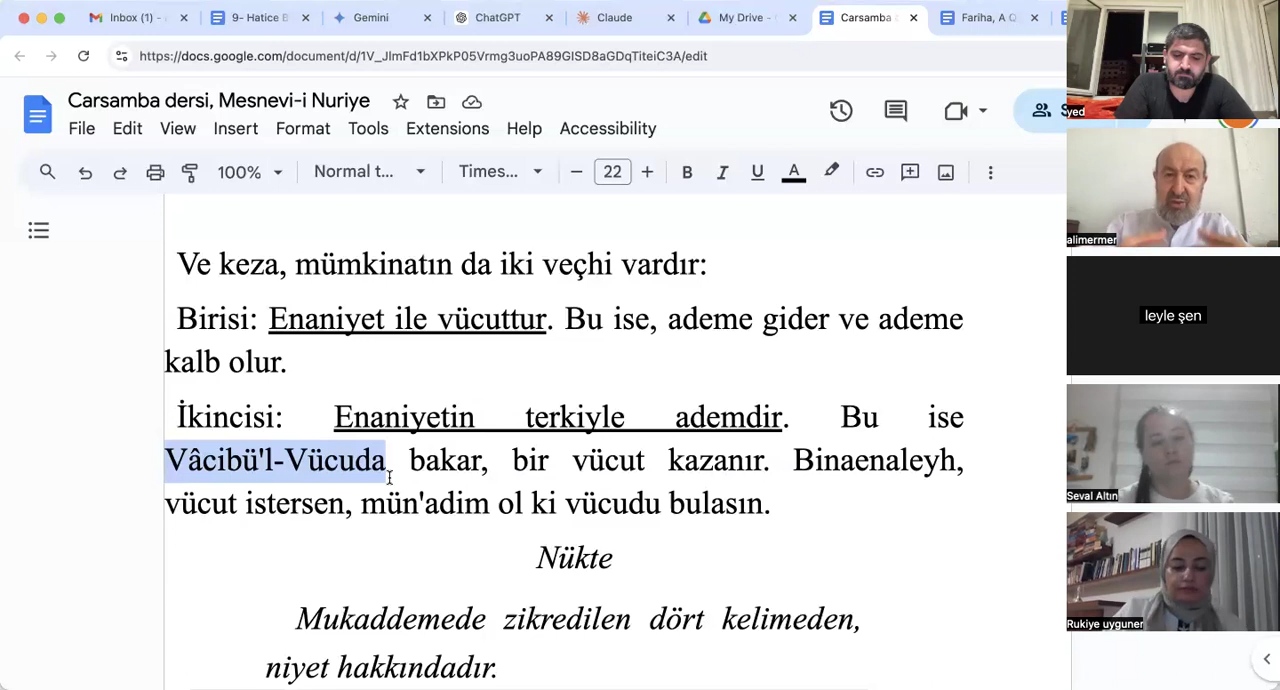 Inbox (1) -
9- Hatice B
Gemini
ChatGPT
Claude
My Drive -
Carsamba
Fariha, A Q
https://docs.google.com/document/d/1V_JlmFd1bXPkP05Vrmg3uoPA89GlSD8aGDqTiteiC3A/edit
Carsamba dersi, Mesnevi-i Nuriye
File Edit View Insert Format Tools Extensions Help Accessibility
100% Normal t... Times... 22 B I U A
Ve keza, mümkinatın da iki veçhi vardır:
Birisi: Enaniyet ile vücuttur. Bu ise, ademe gider ve ademe
kalb olur.
İkincisi: Enaniyetin terkiyle ademdir. Bu ise
Vâcibü'l-Vücuda bakar, bir vücut kazanır. Binaenaleyh,
vücut istersen, mün'adim ol ki vücudu bulasın.
Nükte
Mukaddemede zikredilen dört kelimeden,
niyet hakkındadır.
syed
alimermer
leyle şen
Seval Altın
Rukiye uyguner